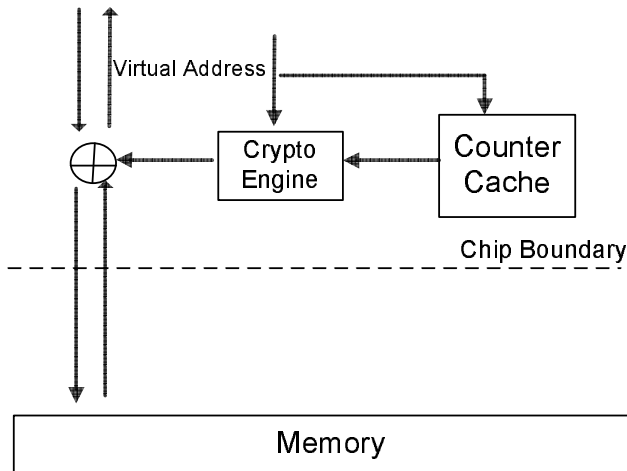 Virtual Address
Crypto
Engine
Counter
Cache
Chip Boundary
Memory